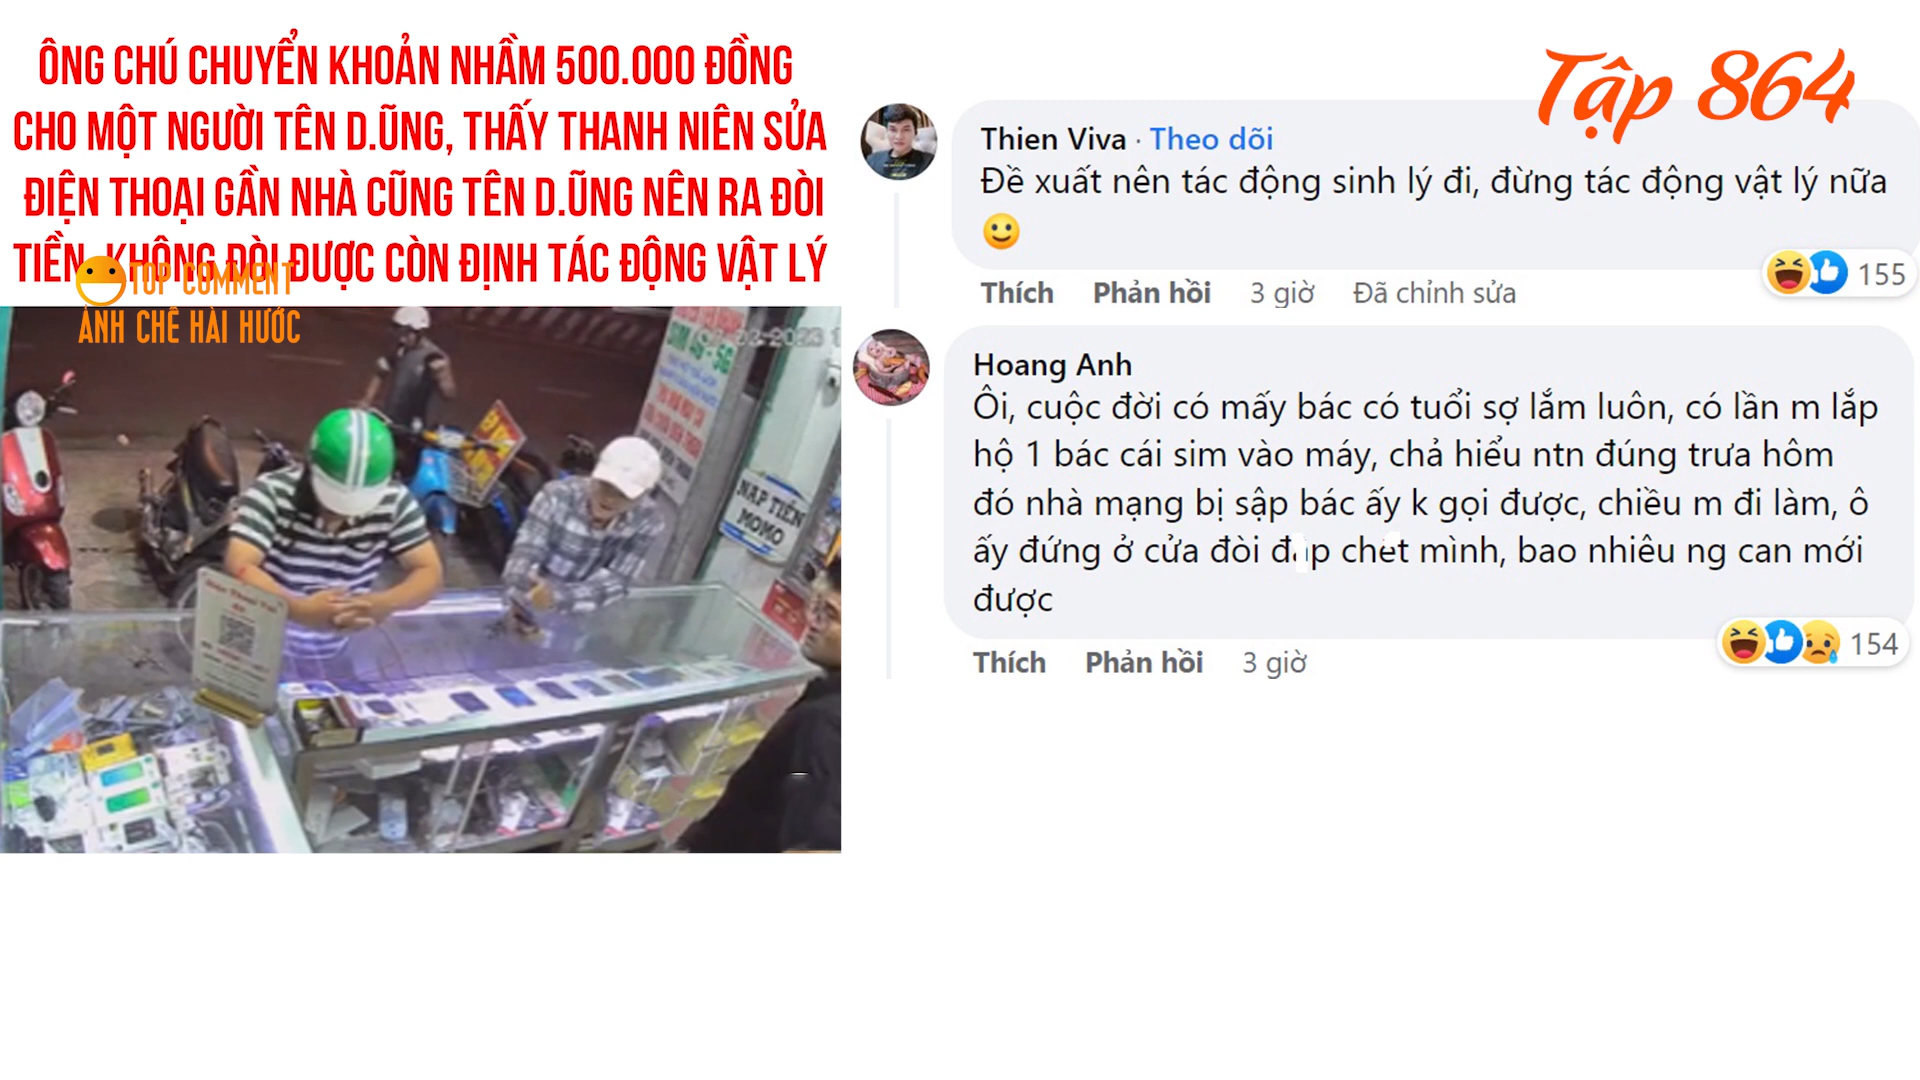 ÔNG CHÚ CHUYỂN KHOẢN NHẦM 500.000 ĐỒNG
CHO MỘT NGƯỜI TÊN D.ŨNG, THẤY THANH NIÊN SỬA
ĐIỆN THOẠI GẦN NHÀ CŨNG TÊN D.ŨNG NÊN RA ĐÒI
TIỀN, KHÔNG ĐÒI ĐƯỢC CÒN ĐỊNH TÁC ĐỘNG VẬT LÝ
TOP COMMENT
ẢNH CHẾ HÀI HƯỚC
SIM 4G - 5G
NẠP TIỀN
MOMO
Tập 864
Thien Viva · Theo dõi
Đề xuất nên tác động sinh lý đi, đừng tác động vật lý nữa
🙂
155
Thích Phản hồi 3 giờ Đã chỉnh sửa
Hoang Anh
Ôi, cuộc đời có mấy bác có tuổi sợ lắm luôn, có lần m lắp
hộ 1 bác cái sim vào máy, chả hiểu ntn đúng trưa hôm
đó nhà mạng bị sập bác ấy k gọi được, chiều m đi làm, ô
ấy đứng ở cửa đòi đập chết mình, bao nhiêu ng can mới
được
154
Thích Phản hồi 3 giờ